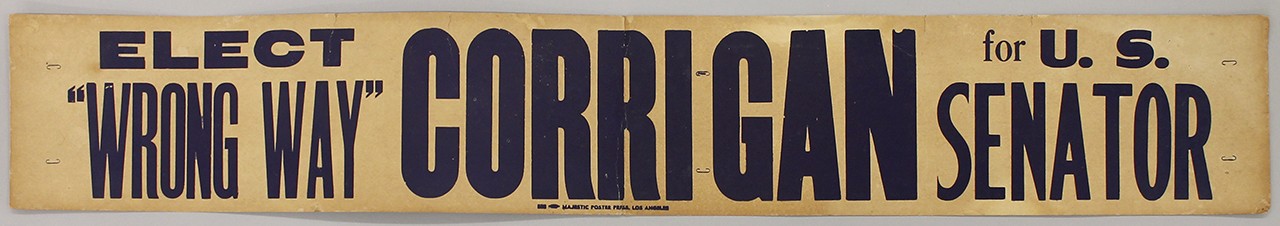 ELECT
"WRONG WAY"
CORRIGAN
for U. S.
SENATOR
MAJESTIC POSTER PRESS, LOS ANGELES